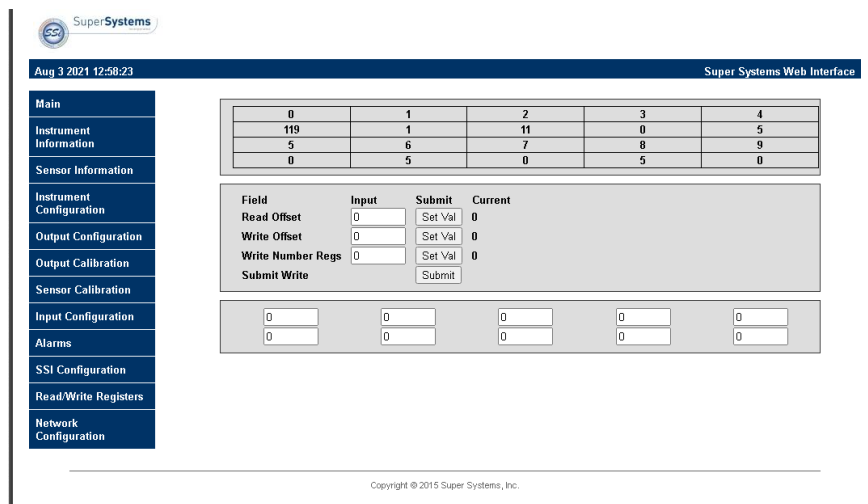 SuperSystems
SSi
Aug 3 2021 12:58:23 Super Systems Web Interface
Main
Instrument
Information
Sensor Information
Instrument
Configuration
Output Configuration
Output Calibration
Sensor Calibration
Input Configuration
Alarms
SSI Configuration
Read/Write Registers
Network
Configuration
0 1 2 3 4
119 1 11 0 5
5 6 7 8 9
0 5 0 5 0
Field Input Submit Current
Read Offset 0 Set Val 0
Write Offset 0 Set Val 0
Write Number Regs 0 Set Val 0
Submit Write Submit
0 0 0 0 0
0 0 0 0 0
Copyright © 2015 Super Systems, Inc.